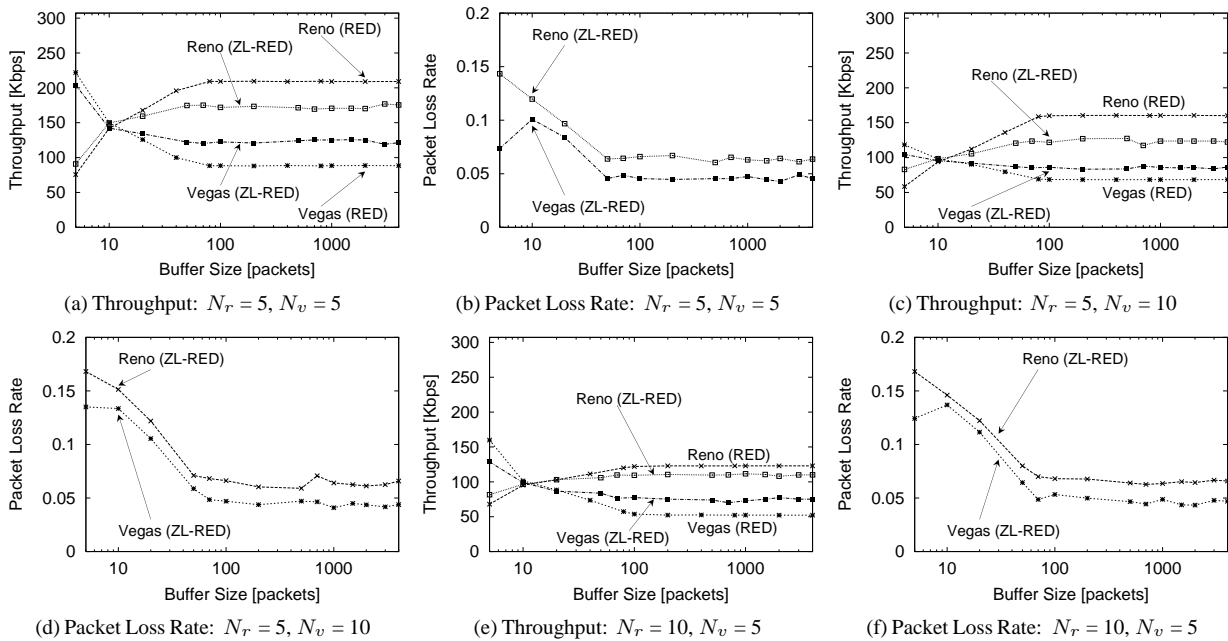 Throughput [Kbps]
300
250
200
150
100
50
0
Reno (RED)
Reno (ZL-RED)
Vegas (ZL-RED)
Vegas (RED)
10
100
1000
Buffer Size [packets]
(a) Throughput: N_r = 5, N_v = 5
Packet Loss Rate
0.2
0.15
0.1
0.05
0
Reno (ZL-RED)
Vegas (ZL-RED)
10
100
1000
Buffer Size [packets]
(b) Packet Loss Rate: N_r = 5, N_v = 5
Throughput [Kbps]
300
250
200
150
100
50
0
Reno (ZL-RED)
Reno (RED)
Vegas (RED)
Vegas (ZL-RED)
10
100
1000
Buffer Size [packets]
(c) Throughput: N_r = 5, N_v = 10
Packet Loss Rate
0.2
0.15
0.1
0.05
0
Reno (ZL-RED)
Vegas (ZL-RED)
10
100
1000
Buffer Size [packets]
(d) Packet Loss Rate: N_r = 5, N_v = 10
Throughput [Kbps]
300
250
200
150
100
50
0
Reno (ZL-RED)
Reno (RED)
Vegas (RED)
Vegas (ZL-RED)
10
100
1000
Buffer Size [packets]
(e) Throughput: N_r = 10, N_v = 5
Packet Loss Rate
0.2
0.15
0.1
0.05
0
Reno (ZL-RED)
Vegas (ZL-RED)
10
100
1000
Buffer Size [packets]
(f) Packet Loss Rate: N_r = 10, N_v = 5